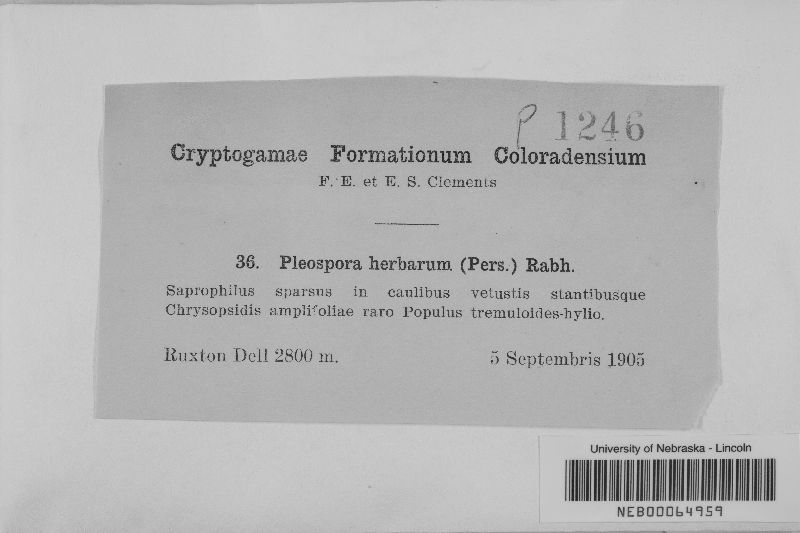 P 1246
Cryptogamae Formationum Coloradensium
F. E. et E. S. Clements
36. Pleospora herbarum (Pers.) Rabh.
Saprophilus sparsus in caulibus vetustis stantibusque
Chrysopsidis amplifoliae raro Populus tremuloides-hylio.
Ruxton Dell 2800 m. 5 Septembris 1905
University of Nebraska - Lincoln
NEB00064959